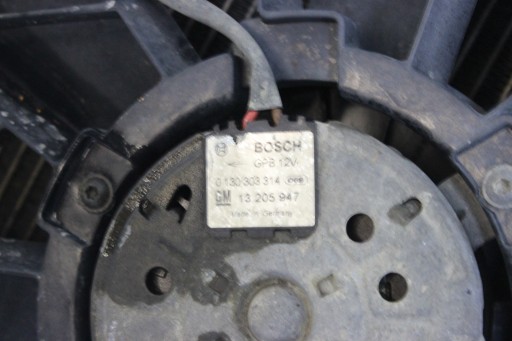 BOSCH
GPB 12V
0 130 303 314
GM 13 205 947
Made in Germany